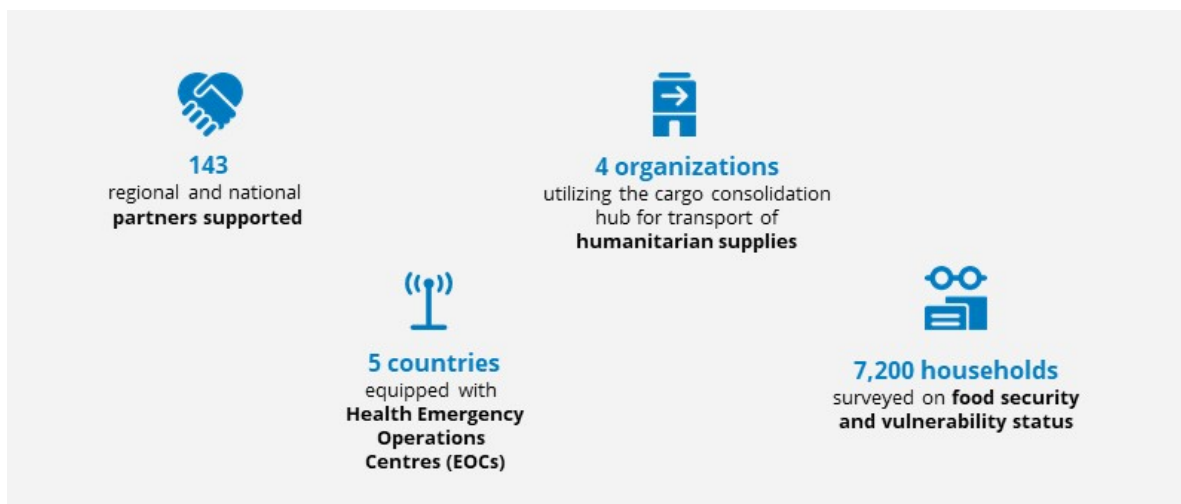 143
regional and national
partners supported
4 organizations
utilizing the cargo consolidation
hub for transport of
humanitarian supplies
5 countries
equipped with
Health Emergency
Operations
Centres (EOCs)
7,200 households
surveyed on food security
and vulnerability status